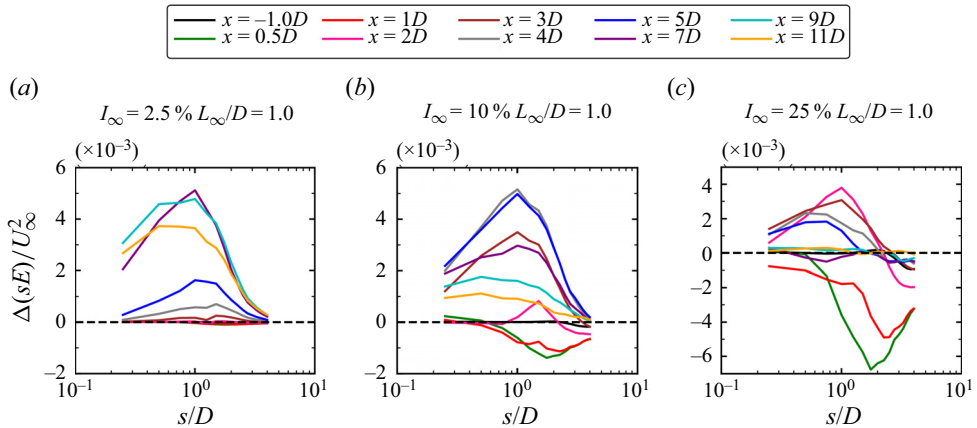 x = −1.0D x = 1D x = 3D x = 5D x = 9D
x = 0.5D x = 2D x = 4D x = 7D x = 11D
(a) (b) (c)
I∞ = 2.5 % L∞/D = 1.0 I∞ = 10 % L∞/D = 1.0 I∞ = 25 % L∞/D = 1.0
(×10−3) (×10−3) (×10−3)
Δ(sE)/U∞2
6
4
2
0
−2
10−1 100 101
s/D
6
4
2
0
−2
10−1 100 101
s/D
4
2
0
−2
−4
−6
10−1 100 101
s/D